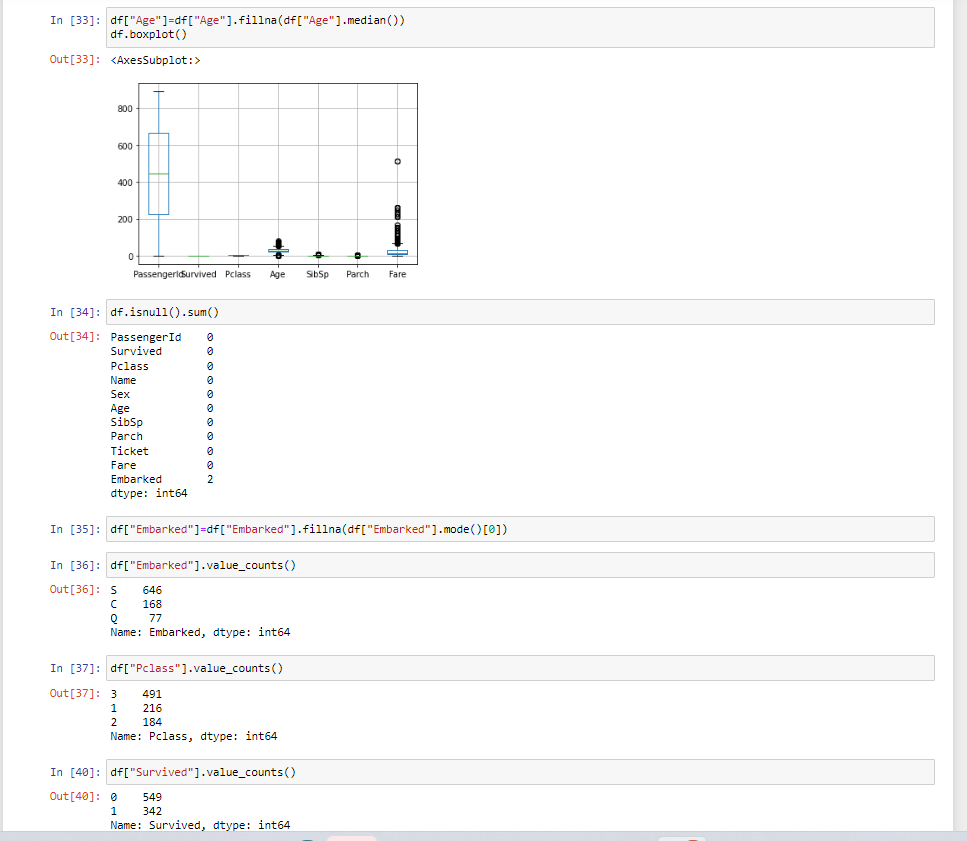 In [33]: df["Age"]=df["Age"].fillna(df["Age"].median())
df.boxplot()
Out[33]: <AxesSubplot:>
800
600
400
200
0
PassengerId Survived Pclass Age SibSp Parch Fare
In [34]: df.isnull().sum()
Out[34]: PassengerId 0
Survived 0
Pclass 0
Name 0
Sex 0
Age 0
SibSp 0
Parch 0
Ticket 0
Fare 0
Embarked 2
dtype: int64
In [35]: df["Embarked"]=df["Embarked"].fillna(df["Embarked"].mode()[0])
In [36]: df["Embarked"].value_counts()
Out[36]: S 646
C 168
Q 77
Name: Embarked, dtype: int64
In [37]: df["Pclass"].value_counts()
Out[37]: 3 491
1 216
2 184
Name: Pclass, dtype: int64
In [40]: df["Survived"].value_counts()
Out[40]: 0 549
1 342
Name: Survived, dtype: int64